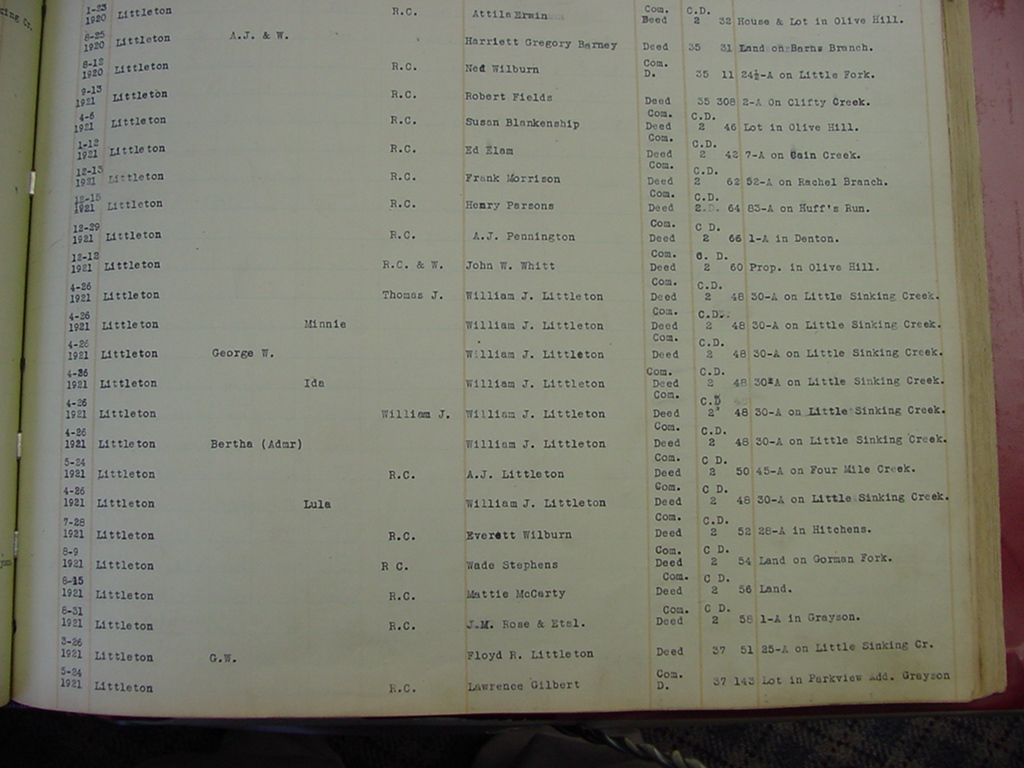 1-23 Com. C.D.
1920 Littleton R.C. Attila Erwin Deed 2 32 House & Lot in Olive Hill.
8-25
1920 Littleton A.J. & W. Harriett Gregory Barney Deed 35 31 Land on Barns Branch.
8-12 Com.
1920 Littleton R.C. Ned Wilburn D. 35 11 24½-A on Little Fork.
9-13
1921 Littleton R.C. Robert Fields Deed 35 308 2-A On Clifty Creek.
4-6 Com. C.D.
1921 Littleton R.C. Susan Blankenship Deed 2 46 Lot in Olive Hill.
1-12 Com. C.D.
1921 Littleton R.C. Ed Elam Deed 2 42 7-A on Cain Creek.
12-13 Com. C.D.
1921 Littleton R.C. Frank Morrison Deed 2 62 52-A on Rachel Branch.
12-15 Com. C.D.
1921 Littleton R.C. Henry Parsons Deed 2 64 83-A on Huff's Run.
12-29 Com. C D.
1921 Littleton R.C. A.J. Pennington Deed 2 66 1-A in Denton.
12-12 Com. C. D.
1921 Littleton R.C. & W. John W. Whitt Deed 2 60 Prop. in Olive Hill.
4-26 Com. C.D.
1921 Littleton Thomas J. William J. Littleton Deed 2 48 30-A on Little Sinking Creek.
4-26 Com. C.D.
1921 Littleton Minnie William J. Littleton Deed 2 48 30-A on Little Sinking Creek.
4-26 Com. C.D.
1921 Littleton George W. William J. Littleton Deed 2 48 30-A on Little Sinking Creek.
4-26 Com. C.D.
1921 Littleton Ida William J. Littleton Deed 2 48 30-A on Little Sinking Creek.
4-26 Com. C.D
1921 Littleton William J. William J. Littleton Deed 2 48 30-A on Little Sinking Creek.
4-26 Com. C.D.
1921 Littleton Bertha (Admr) William J. Littleton Deed 2 48 30-A on Little Sinking Creek.
5-24 Com. C D.
1921 Littleton R.C. A.J. Littleton Deed 2 50 45-A on Four Mile Creek.
4-26 Com. C D.
1921 Littleton Lula William J. Littleton Deed 2 48 30-A on Little Sinking Creek.
7-28 Com. C.D.
1921 Littleton R.C. Everett Wilburn Deed 2 52 28-A in Hitchens.
8-9 Com. C D.
1921 Littleton R C. Wade Stephens Deed 2 54 Land on Gorman Fork.
8-15 Com. C D.
1921 Littleton R.C. Mattie McCarty Deed 2 56 Land.
8-31 Com. C D.
1921 Littleton R.C. J.M. Rose & Etal. Deed 2 58 1-A in Grayson.
3-26
1921 Littleton G.W. Floyd R. Littleton Deed 37 51 25-A on Little Sinking Cr.
5-24 Com.
1921 Littleton R.C. Lawrence Gilbert D. 37 143 Lot in Parkview Add. Grayson